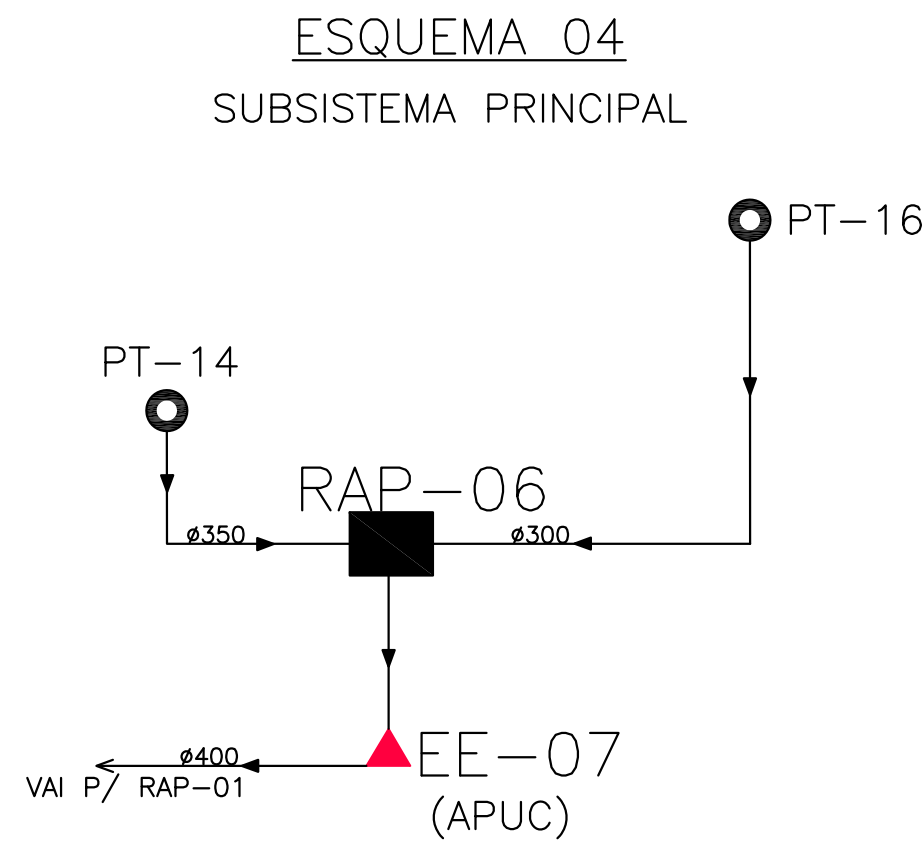 ESQUEMA 04
SUBSISTEMA PRINCIPAL
PT-16
PT-14
RAP-06
ø350
ø300
EE-07
(APUC)
ø400
VAI P/ RAP-01